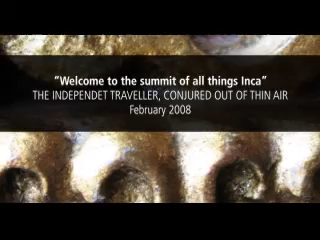 "Welcome to the summit of all things Inca"
THE INDEPENDET TRAVELLER, CONJURED OUT OF THIN AIR
February 2008